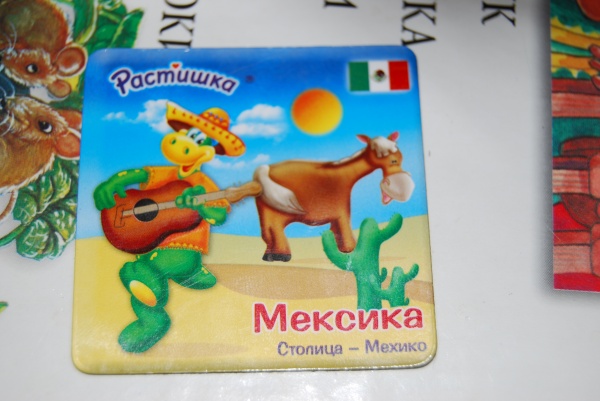 Растишка
Мексика
Столица – Мехико